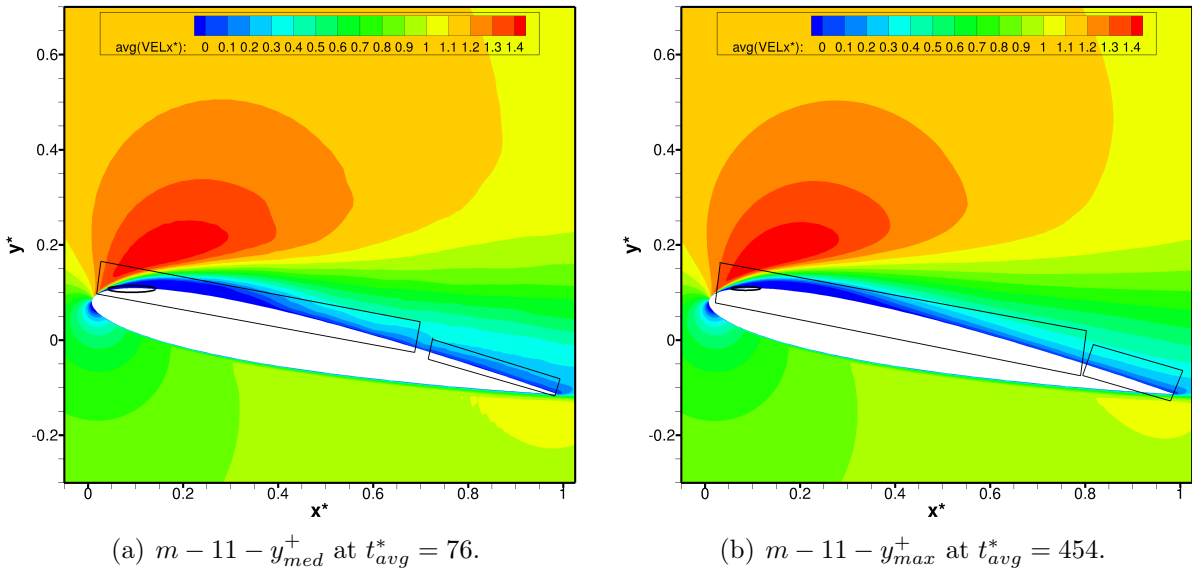 avg(VELx*): 0 0.1 0.2 0.3 0.4 0.5 0.6 0.7 0.8 0.9 1 1.1 1.2 1.3 1.4
y*
0.6
0.4
0.2
0
-0.2
0 0.2 0.4 0.6 0.8 1
x*
(a) m − 11 − y⁺med at t*avg = 76.
avg(VELx*): 0 0.1 0.2 0.3 0.4 0.5 0.6 0.7 0.8 0.9 1 1.1 1.2 1.3 1.4
y*
0.6
0.4
0.2
0
-0.2
0 0.2 0.4 0.6 0.8 1
x*
(b) m − 11 − y⁺max at t*avg = 454.